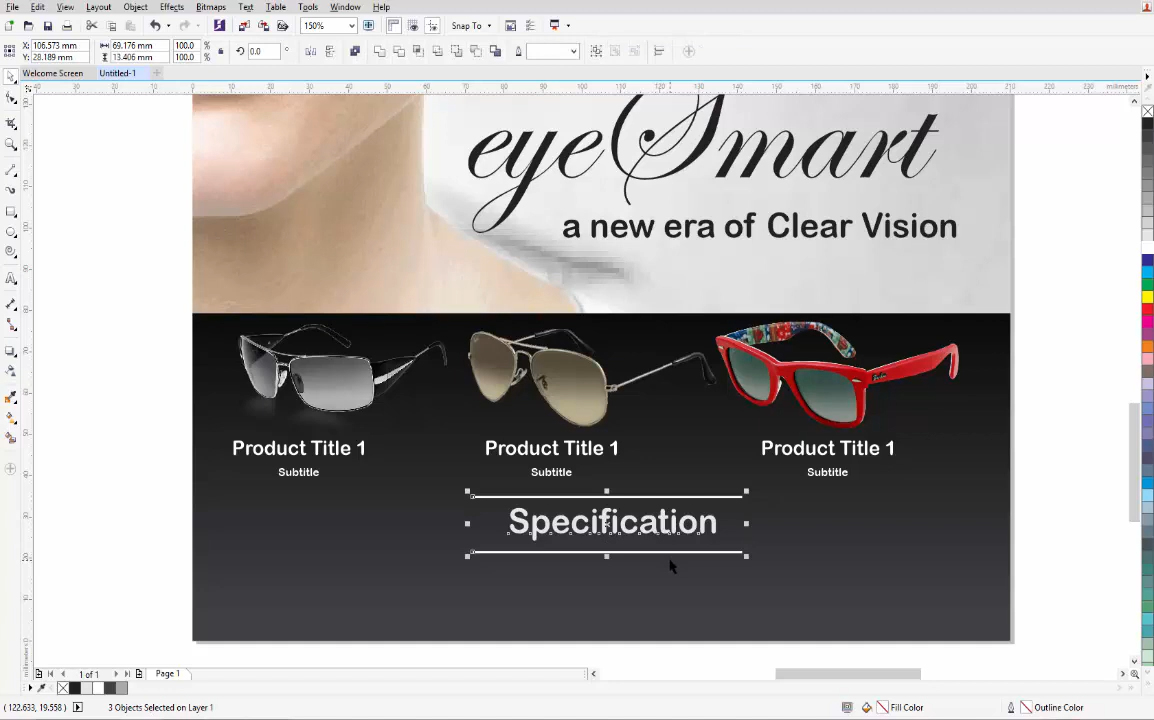 File Edit View Layout Object Effects Bitmaps Text Table Tools Window Help
150% Snap To
X: 106.573 mm 69.176 mm 100.0 % 0.0 °
Y: 28.189 mm 13.406 mm 100.0 %
Welcome Screen Untitled-1
millimeters
eyeSmart
a new era of Clear Vision
Product Title 1 Product Title 1 Product Title 1
Subtitle Subtitle Subtitle
Specification
1 of 1 Page 1
( 122.633, 19.558 ) 3 Objects Selected on Layer 1 Fill Color Outline Color